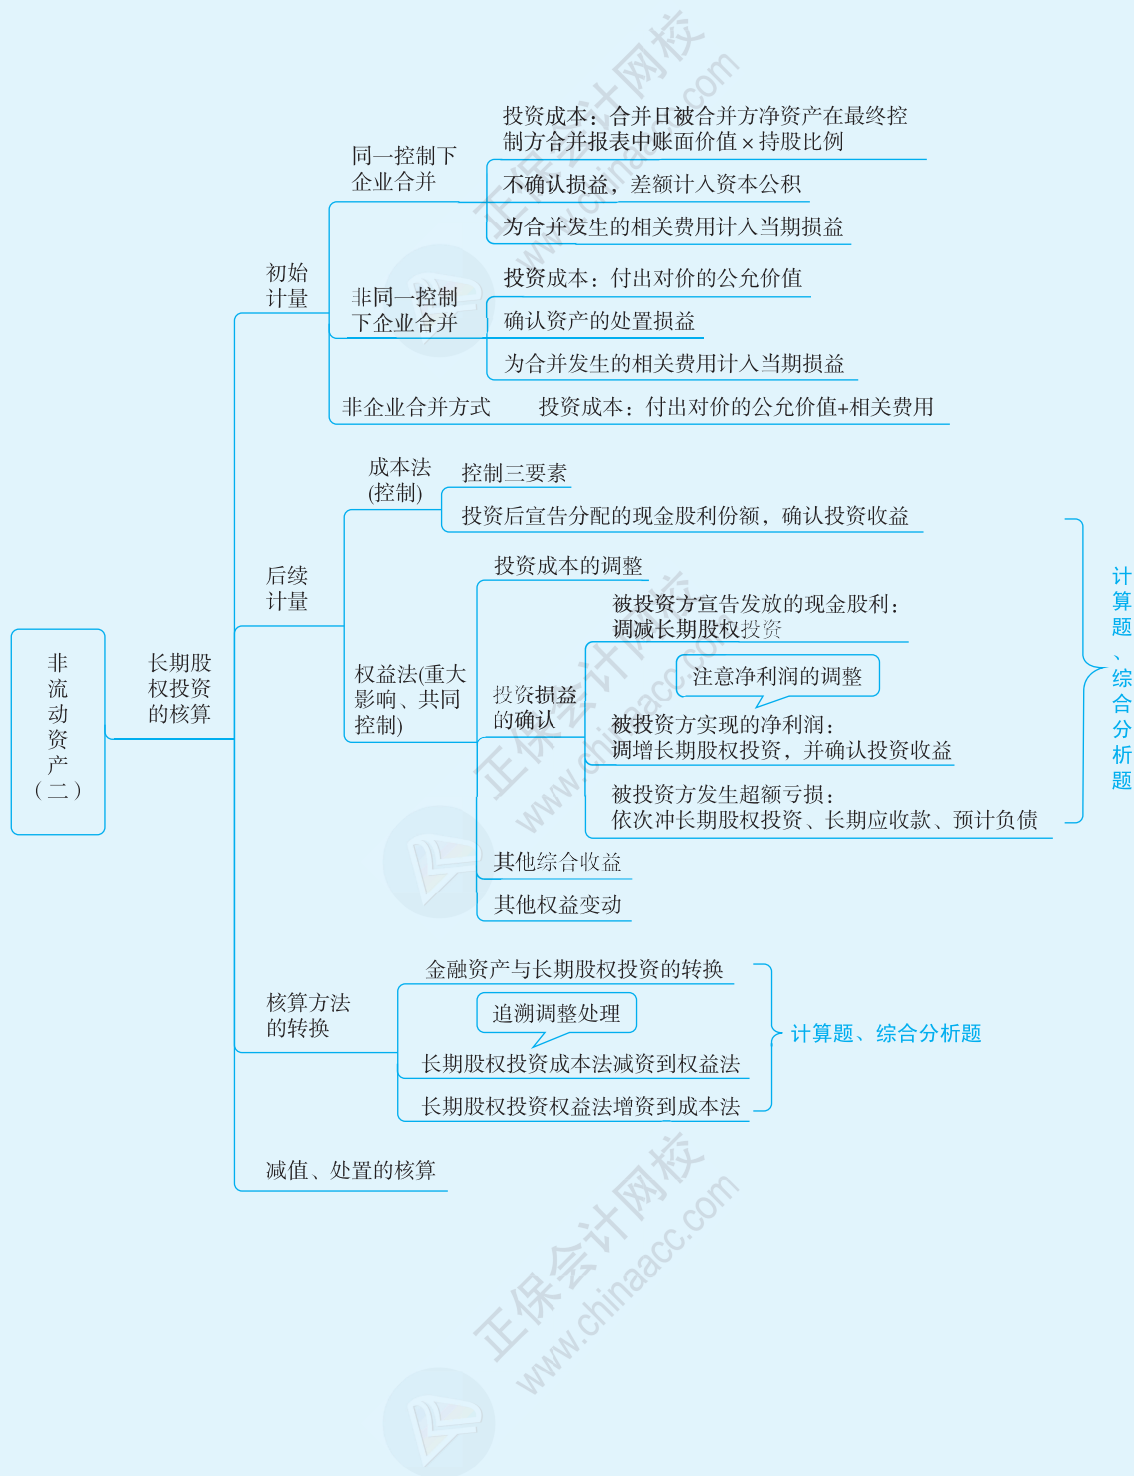 非
流
动
资
产
（二）
长期股
权投资
的核算
初始
计量
同一控制下
企业合并
投资成本：合并日被合并方净资产在最终控
制方合并报表中账面价值×持股比例
不确认损益，差额计入资本公积
为合并发生的相关费用计入当期损益
非同一控制
下企业合并
投资成本：付出对价的公允价值
确认资产的处置损益
为合并发生的相关费用计入当期损益
非企业合并方式
投资成本：付出对价的公允价值+相关费用
后续
计量
成本法
(控制)
控制三要素
投资后宣告分配的现金股利份额，确认投资收益
权益法(重大
影响、共同
控制)
投资成本的调整
投资损益
的确认
被投资方宣告发放的现金股利：
调减长期股权投资
注意净利润的调整
被投资方实现的净利润：
调增长期股权投资，并确认投资收益
被投资方发生超额亏损：
依次冲长期股权投资、长期应收款、预计负债
其他综合收益
其他权益变动
计
算
题
、
综
合
分
析
题
核算方法
的转换
金融资产与长期股权投资的转换
追溯调整处理
长期股权投资成本法减资到权益法
长期股权投资权益法增资到成本法
计算题、综合分析题
减值、处置的核算
正保会计网校
www.chinaacc.com
正保会计网校
www.chinaacc.com
正保会计网校
www.chinaacc.com